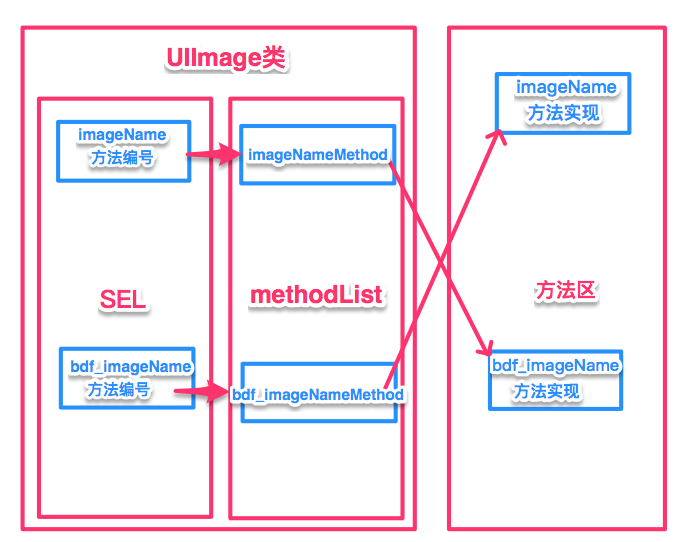 UIImage类
imageName
方法编号
imageNameMethod
imageName
方法实现
SEL
methodList
方法区
bdf_imageName
方法编号
bdf_imageNameMethod
bdf_imageName
方法实现